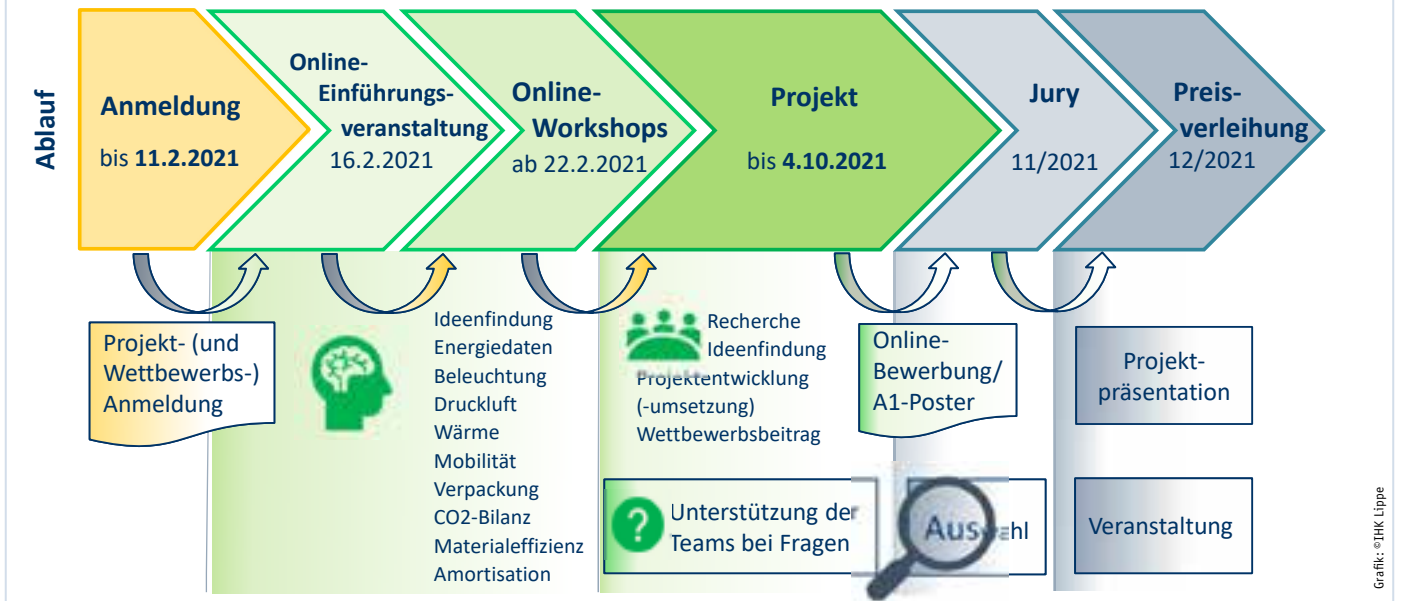 Ablauf
Anmeldung
bis 11.2.2021
Online-
Einführungs-
veranstaltung
16.2.2021
Online-
Workshops
ab 22.2.2021
Projekt
bis 4.10.2021
Jury
11/2021
Preis-
verleihung
12/2021
Projekt- (und
Wettbewerbs-)
Anmeldung
Ideenfindung
Energiedaten
Beleuchtung
Druckluft
Wärme
Mobilität
Verpackung
CO2-Bilanz
Materialeffizienz
Amortisation
Recherche
Ideenfindung
Projektentwicklung
(-umsetzung)
Wettbewerbsbeitrag
?
Unterstützung der
Teams bei Fragen
Online-
Bewerbung/
A1-Poster
Auswahl
Projekt-
präsentation
Veranstaltung
Grafik: ©IHK Lippe